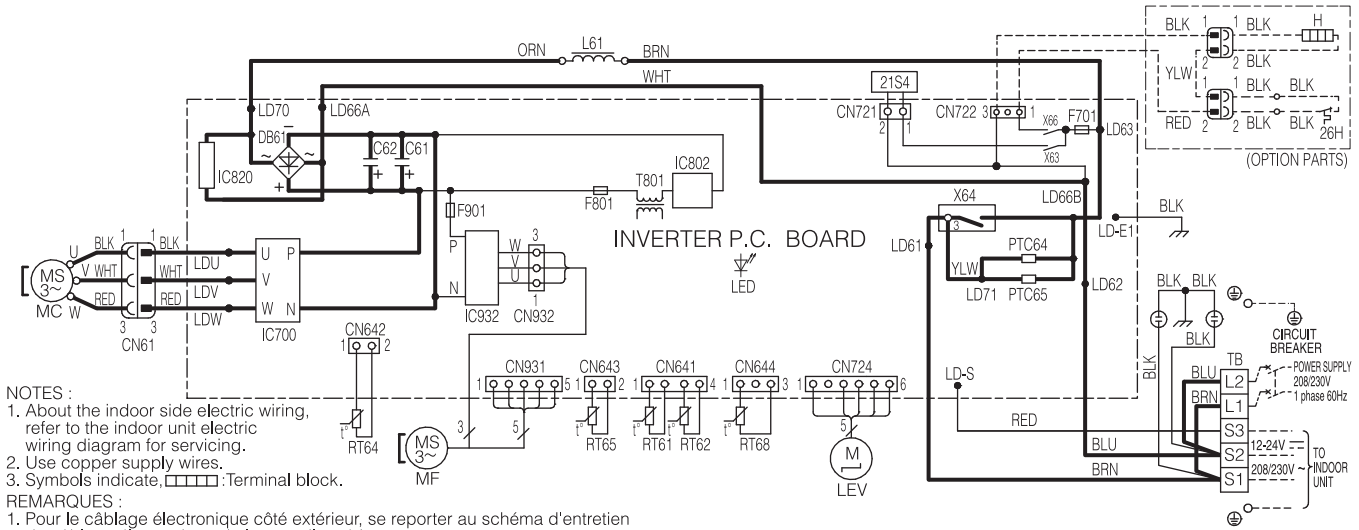 ORN L61 BRN
WHT
BLK 1 1 BLK H
2 2 BLK
YLW
1 1 BLK BLK
RED 2 2 BLK BLK 26H
(OPTION PARTS)
21S4
CN721 2 1
CN722 3 1
X66 F701
X63
LD63
LD70 LD66A
DB61 −
~ ~
+
IC820
C62 C61
+ +
F901
F801
T801
IC802
INVERTER P.C. BOARD
LED
X64
3
LD66B
LD61
YLW
PTC64
LD71 PTC65
LD62
LD-E1
BLK
U BLK 1 1 BLK LDU U P
MS 3~ V WHT WHT LDV V
MC W RED 3 3 RED LDW W N
CN61
IC700
P W 3
V
N U 1
IC932 CN932
CN642
1 2
t°
RT64
CN931
1 5
3 5
MS 3~
MF
CN643
1 2
t°
RT65
CN641
1 4
t° t°
RT61 RT62
CN644
1 3
t°
RT68
CN724
1 6
5
M
LEV
LD-S
RED
BLU
BRN
BLK BLK
BLK
BLK
CIRCUIT
BREAKER
TB
BLU L2
BRN L1
S3
S2
S1
POWER SUPPLY
208/230V
1 phase 60Hz
12-24V
208/230V ~
TO
INDOOR
UNIT
NOTES :
1. About the indoor side electric wiring,
refer to the indoor unit electric
wiring diagram for servicing.
2. Use copper supply wires.
3. Symbols indicate, :Terminal block.
REMARQUES :
1. Pour le câblage électronique côté extérieur, se reporter au schéma d'entretien